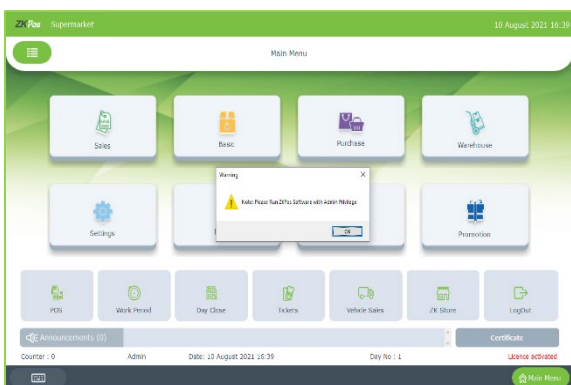 ZKPos Supermarket
10 August 2021 16:39
Main Menu
Sales
Basic
Purchase
Warehouse
Warning
X
Note: Please Run ZKPos Software with Admin Privilege
OK
Settings
Promotion
POS
Work Period
Day Close
Tickets
Vehicle Sales
ZK Store
LogOut
Announcements (0)
Certificate
Counter : 0
Admin
Date: 10 August 2021 16:39
Day No : 1
Licence activated
Main Menu